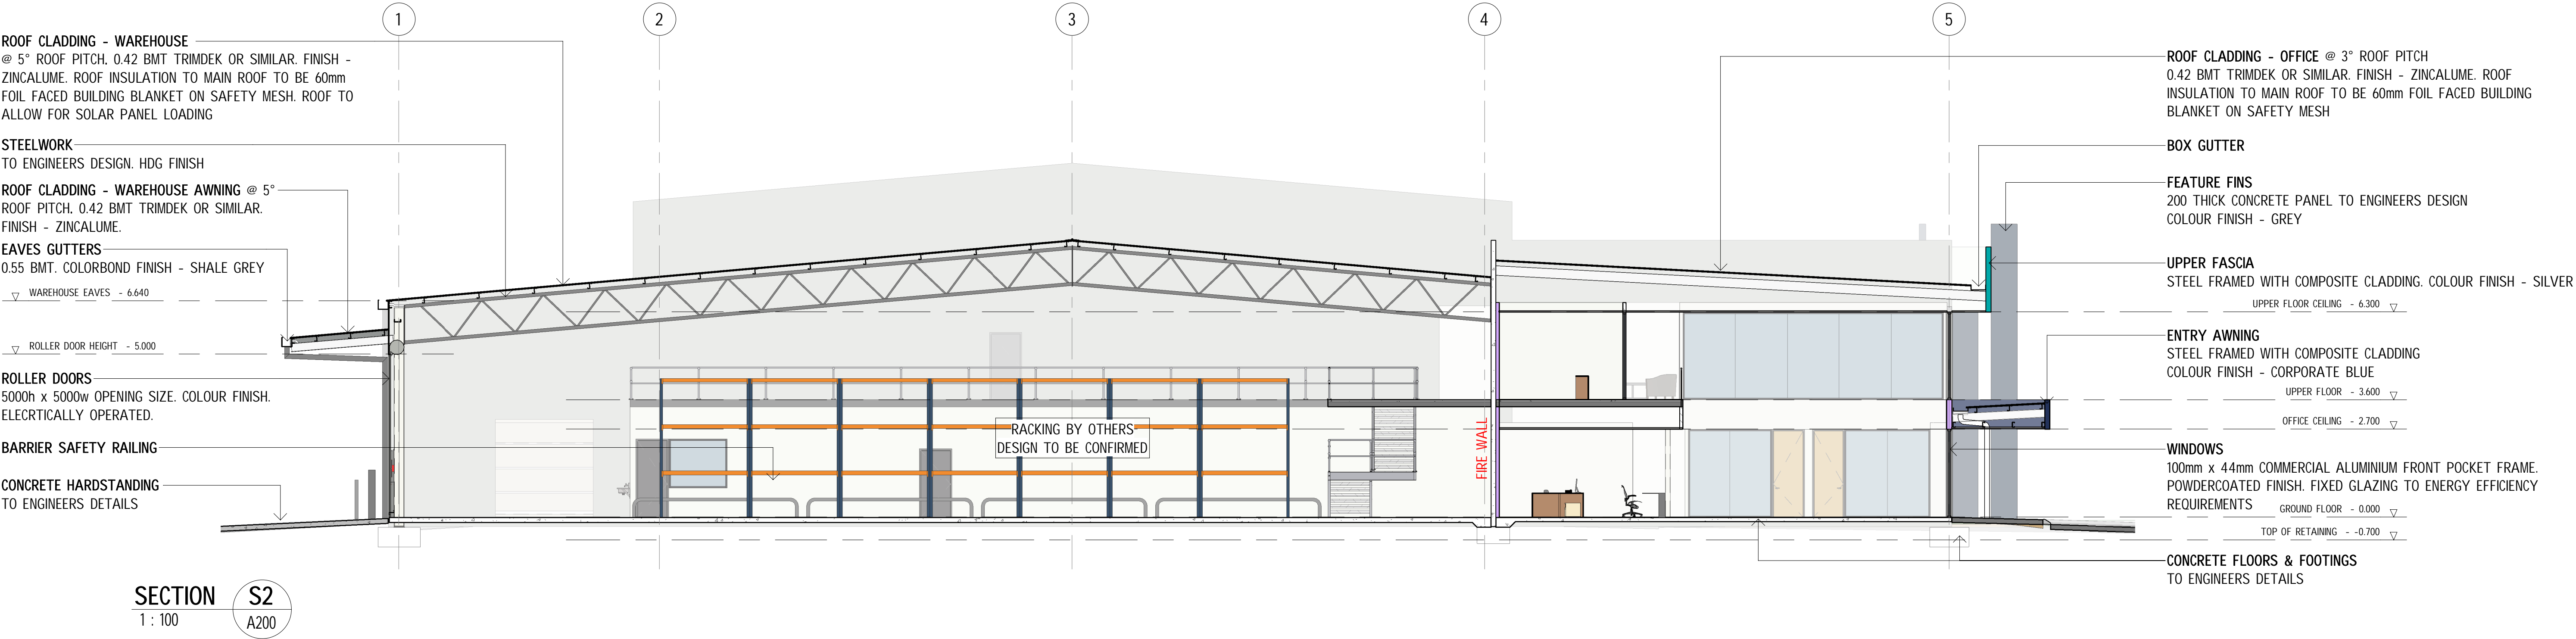 1
2
3
4
5
ROOF CLADDING - WAREHOUSE
@ 5° ROOF PITCH, 0.42 BMT TRIMDEK OR SIMILAR. FINISH -
ZINCALUME. ROOF INSULATION TO MAIN ROOF TO BE 60mm
FOIL FACED BUILDING BLANKET ON SAFETY MESH. ROOF TO
ALLOW FOR SOLAR PANEL LOADING
STEELWORK
TO ENGINEERS DESIGN. HDG FINISH
ROOF CLADDING - WAREHOUSE AWNING @ 5°
ROOF PITCH, 0.42 BMT TRIMDEK OR SIMILAR.
FINISH - ZINCALUME.
EAVES GUTTERS
0.55 BMT. COLORBOND FINISH - SHALE GREY
WAREHOUSE EAVES - 6.640
ROLLER DOOR HEIGHT - 5.000
ROLLER DOORS
5000h x 5000w OPENING SIZE. COLOUR FINISH.
ELECRTICALLY OPERATED.
BARRIER SAFETY RAILING
CONCRETE HARDSTANDING
TO ENGINEERS DETAILS
RACKING BY OTHERS
DESIGN TO BE CONFIRMED
FIRE WALL
ROOF CLADDING - OFFICE @ 3° ROOF PITCH
0.42 BMT TRIMDEK OR SIMILAR. FINISH - ZINCALUME. ROOF
INSULATION TO MAIN ROOF TO BE 60mm FOIL FACED BUILDING
BLANKET ON SAFETY MESH
BOX GUTTER
FEATURE FINS
200 THICK CONCRETE PANEL TO ENGINEERS DESIGN
COLOUR FINISH - GREY
UPPER FASCIA
STEEL FRAMED WITH COMPOSITE CLADDING. COLOUR FINISH - SILVER
UPPER FLOOR CEILING - 6.300
ENTRY AWNING
STEEL FRAMED WITH COMPOSITE CLADDING
COLOUR FINISH - CORPORATE BLUE
UPPER FLOOR - 3.600
OFFICE CEILING - 2.700
WINDOWS
100mm x 44mm COMMERCIAL ALUMINIUM FRONT POCKET FRAME.
POWDERCOATED FINISH. FIXED GLAZING TO ENERGY EFFICIENCY
REQUIREMENTS
GROUND FLOOR - 0.000
TOP OF RETAINING - -0.700
CONCRETE FLOORS & FOOTINGS
TO ENGINEERS DETAILS
SECTION
1 : 100
S2
A200